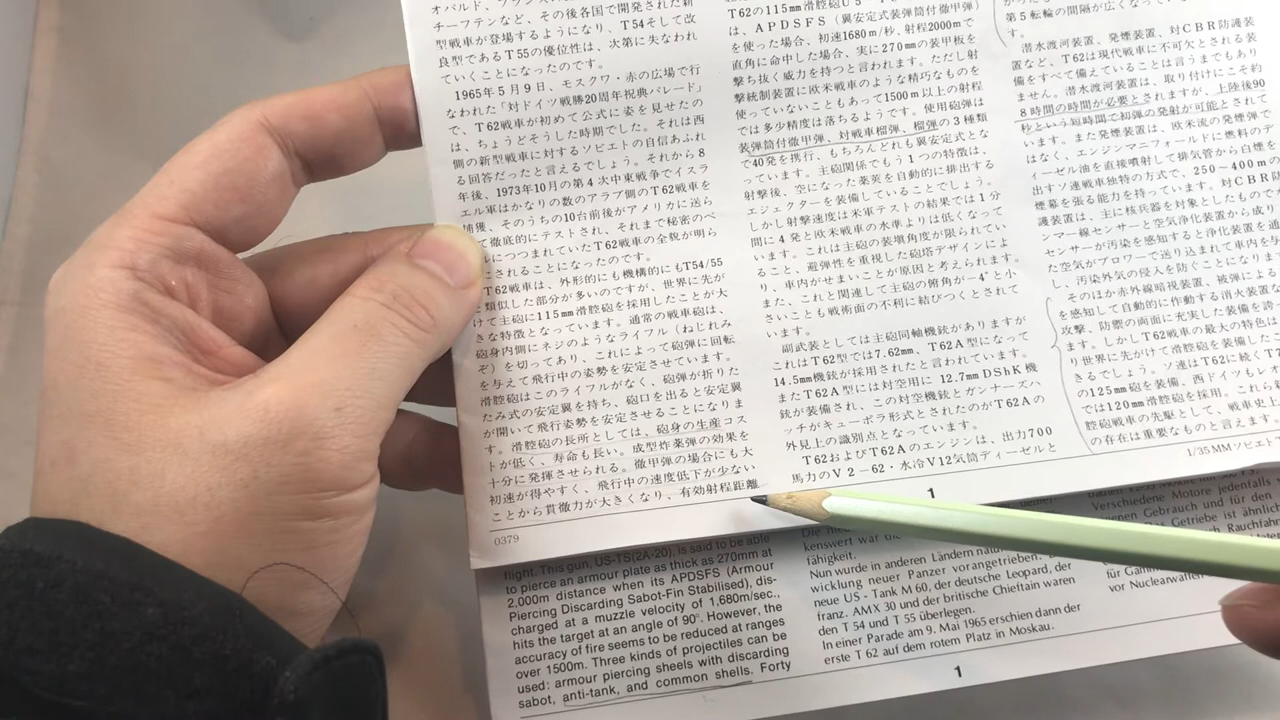 チーフテンなど、その後各国で開発された新
型戦車が登場するようになり、T54そして改
良型であるT55の優位性は、次第に失なわれ
ていくことになったのです。
1965年5月9日、モスクワ・赤の広場で行
なわれた「対ドイツ戦勝20周年祝典パレード」
で、T62戦車が初めて公式に姿を見せたの
は、ちょうどそうした時期でした。それは西
側の新型戦車に対するソビエトの自信あふれ
る回答だったと言えるでしょう。それから8
年後、1973年10月の第4次中東戦争でイスラ
エル軍はかなりの数のアラブ側のT62戦車を
捕獲、そのうちの10台前後がアメリカに送ら
て徹底的にテストされ、それまで秘密のベ
につつまれていたT62戦車の全貌が明ら
にされることになったのです。
T62戦車は、外形的にも機構的にもT54/55
類似した部分が多いのですが、世界に先が
けて主砲に115mm滑腔砲を採用したことが大
きな特徴となっています。通常の戦車砲は、
砲身内側にネジのようなライフル（ねじれみ
ぞ）を切ってあり、これによって砲弾に回転
を与えて飛行中の姿勢を安定させています。
滑腔砲はこのライフルがなく、砲弾が折りた
たみ式の安定翼を持ち、砲口を出ると安定翼
が開いて飛行姿勢を安定させることになりま
す。滑腔砲の長所としては、砲身の生産コス
トが低く、寿命も長い。成型炸薬弾の効果を
十分に発揮させられる。徹甲弾の場合にも大
初速が得やすく、飛行中の速度低下が少ない
ことから貫徹力が大きくなり、有効射程距離
0379
T62の115mm滑腔砲U5
は、APDSFS（翼安定式装弾筒付徹甲弾）
を使った場合、初速1680m/秒、射程2000mで
直角に命中した場合、実に270mmの装甲板を
撃ち抜く威力を持つと言われます。ただし射
撃統制装置に欧米戦車のような精巧なものを
使っていないこともあって1500m以上の射程
では多少精度は落ちるようです。使用砲弾は
装弾筒付徹甲弾、対戦車榴弾、榴弾の3種類
で40発を携行、もちろんどれも翼安定式とな
っています。主砲関係でもう1つの特徴は、
射撃後、空になった薬莢を自動的に排出する
エジェクターを装備していることでしょう。
しかし射撃速度は米軍テストの結果では1分
間に4発と欧米戦車の水準よりは低くなって
います。これは主砲の装填角度が限られてい
ること、避弾性を重視した砲塔デザインによ
り、車内がせまいことが原因と考えられます。
また、これと関連して主砲の俯角が-4°と小
さいことも戦術面の不利に結びつくとされて
います。
副武装としては主砲同軸機銃がありますが
これはT62型では7.62mm、T62A型になって
14.5mm機銃が採用されたと言われています。
またT62A型には対空用に 12.7mm DShK機
銃が装備され、この対空機銃とガンナーズハ
ッチがキューポラ形式とされたのがT62Aの
外見上の識別点となっています。
T62およびT62Aのエンジンは、出力700
馬力のV2-62・水冷V12気筒ディーゼルと
第5転輪の間隔が広くなってい
す。
潜水渡河装置、発煙装置、対CBR防護装
置など、T62は現代戦車に不可欠とされる装
備をすべて備えていることは言うまでもあり
ません。潜水渡河装置は、取り付けにこそ約
8時間の時間が必要とされますが、上陸後90
秒という短時間で初弾の発射が可能とされて
います。また発煙装置は、欧米流の発煙弾で
はなく、エンジンマニフォールドに燃料のデ
ィーゼル油を直接噴射して排気管から白煙を
出すソ連戦車独特の方式で、250～400mの
煙幕を張る能力を持っています。対CBR防
護装置は、主に核兵器を対象としたもので
ンマー線センサーと空気浄化装置から成り
センサーが汚染を感知すると浄化装置を通
た空気がブロワーで送り込まれて車内を与
し、汚染外気の侵入を防ぐことになりま
そのほか赤外線暗視装置、被弾による
を感知して自動的に作動する消火装置な
攻撃、防禦の両面に充実した装備を誇
ます。しかしT62戦車の最大の特色は
り世界に先がけて滑腔砲を装備した
きるでしょう。ソ連はT62に続くT7
の125mm砲を装備、西ドイツもレオ
では120mm滑腔砲を採用。これら
腔砲戦車の先駆として、戦車史上
の存在は重要なものと言えます。
1
1/35 MMソビエト
flight. This gun, US-TS(2A-20), is said to be able
to pierce an armour plate as thick as 270mm at
2,000m distance when its APDSFS (Armour
Piercing Discarding Sabot-Fin Stabilised), dis-
charged at a muzzle velocity of 1,680m/sec.,
hits the target at an angle of 90°. However, the
accuracy of fire seems to be reduced at ranges
over 1500m. Three kinds of projectiles can be
used: armour piercing sheels with discarding
sabot, anti-tank, and common shells. Forty
kenswert war die
fähigkeit.
Nun wurde in anderen Ländern
wicklung neuer Panzer vorangetrieben.
neue US - Tank M 60, der deutsche Leopard, der
franz. AMX 30 und der britische Chieftain waren
den T 54 und T 55 überlegen.
In einer Parade am 9. Mai 1965 erschien dann der
erste T 62 auf dem rotem Platz in Moskau.
Verschiedene Motore jedenfalls
enen Gebrauch und für den
Das Getriebe ist ähnlich
vor Nuclearwaffen
1